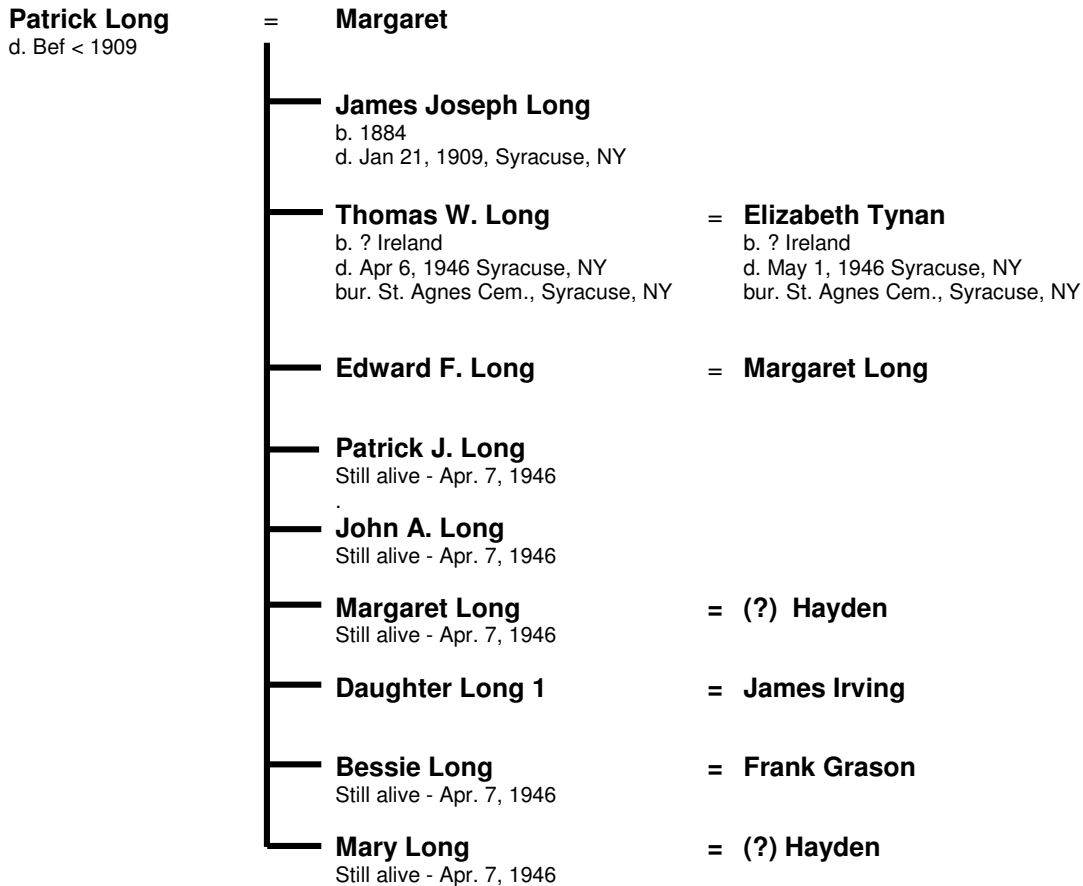 Patrick Long = Margaret
d. Bef < 1909
James Joseph Long
b. 1884
d. Jan 21, 1909, Syracuse, NY
Thomas W. Long = Elizabeth Tynan
b. ? Ireland b. ? Ireland
d. Apr 6, 1946 Syracuse, NY d. May 1, 1946 Syracuse, NY
bur. St. Agnes Cem., Syracuse, NY bur. St. Agnes Cem., Syracuse, NY
Edward F. Long = Margaret Long
Patrick J. Long
Still alive - Apr. 7, 1946
.
John A. Long
Still alive - Apr. 7, 1946
Margaret Long = (?) Hayden
Still alive - Apr. 7, 1946
Daughter Long 1 = James Irving
Bessie Long = Frank Grason
Still alive - Apr. 7, 1946
Mary Long = (?) Hayden
Still alive - Apr. 7, 1946